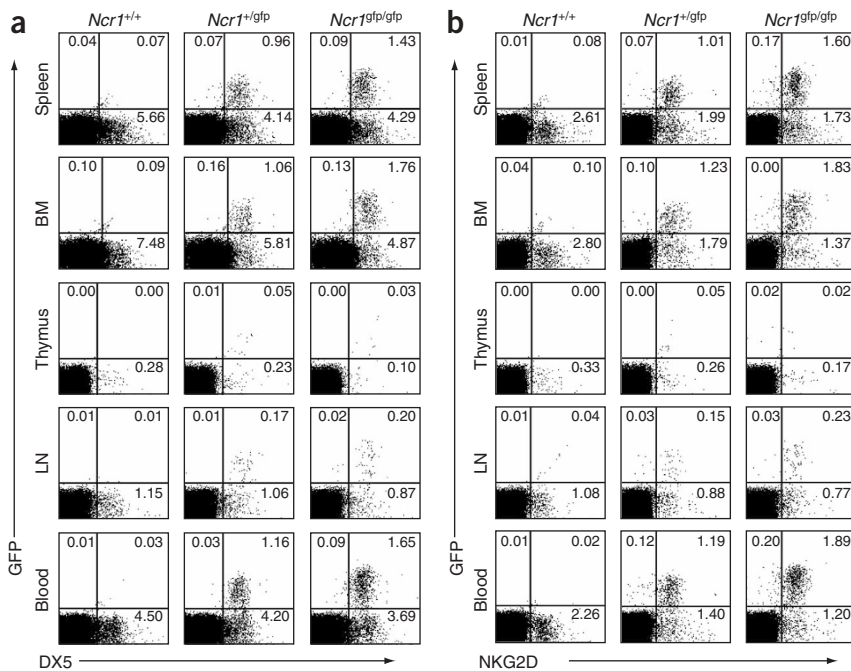 a Ncr1+/+ Ncr1+/gfp Ncr1gfp/gfp
Spleen
0.04 0.07 0.07 0.96 0.09 1.43
5.66 4.14 4.29
BM
0.10 0.09 0.16 1.06 0.13 1.76
7.48 5.81 4.87
Thymus
0.00 0.00 0.01 0.05 0.00 0.03
0.28 0.23 0.10
LN
0.01 0.01 0.01 0.17 0.02 0.20
1.15 1.06 0.87
Blood
0.01 0.03 0.03 1.16 0.09 1.65
4.50 4.20 3.69
GFP
DX5
b Ncr1+/+ Ncr1+/gfp Ncr1gfp/gfp
Spleen
0.01 0.08 0.07 1.01 0.17 1.60
2.61 1.99 1.73
BM
0.04 0.10 0.10 1.23 0.00 1.83
2.80 1.79 1.37
Thymus
0.00 0.00 0.00 0.05 0.02 0.02
0.33 0.26 0.17
LN
0.01 0.04 0.03 0.15 0.03 0.23
1.08 0.88 0.77
Blood
0.01 0.02 0.12 1.19 0.20 1.89
2.26 1.40 1.20
GFP
NKG2D